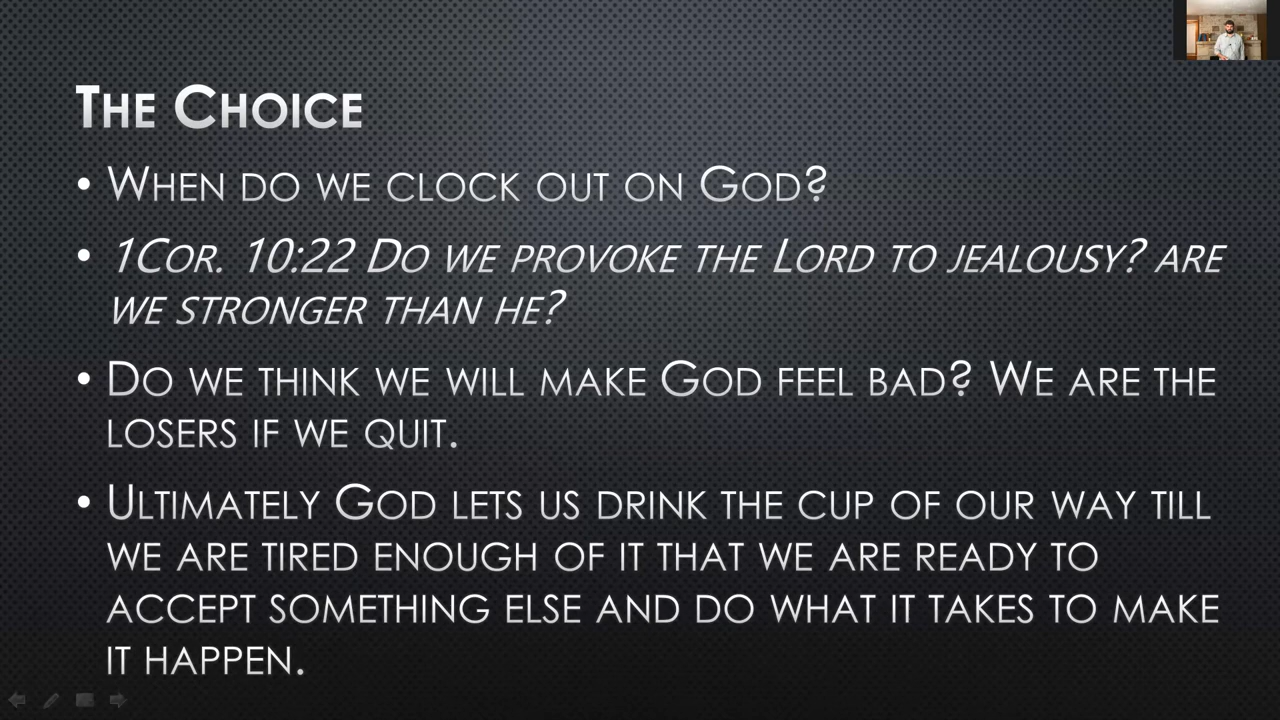 The Choice
• When do we clock out on God?
• 1Cor. 10:22 Do we provoke the Lord to jealousy? are
we stronger than he?
• Do we think we will make God feel bad? We are the
losers if we quit.
• Ultimately God lets us drink the cup of our way till
we are tired enough of it that we are ready to
accept something else and do what it takes to make
it happen.